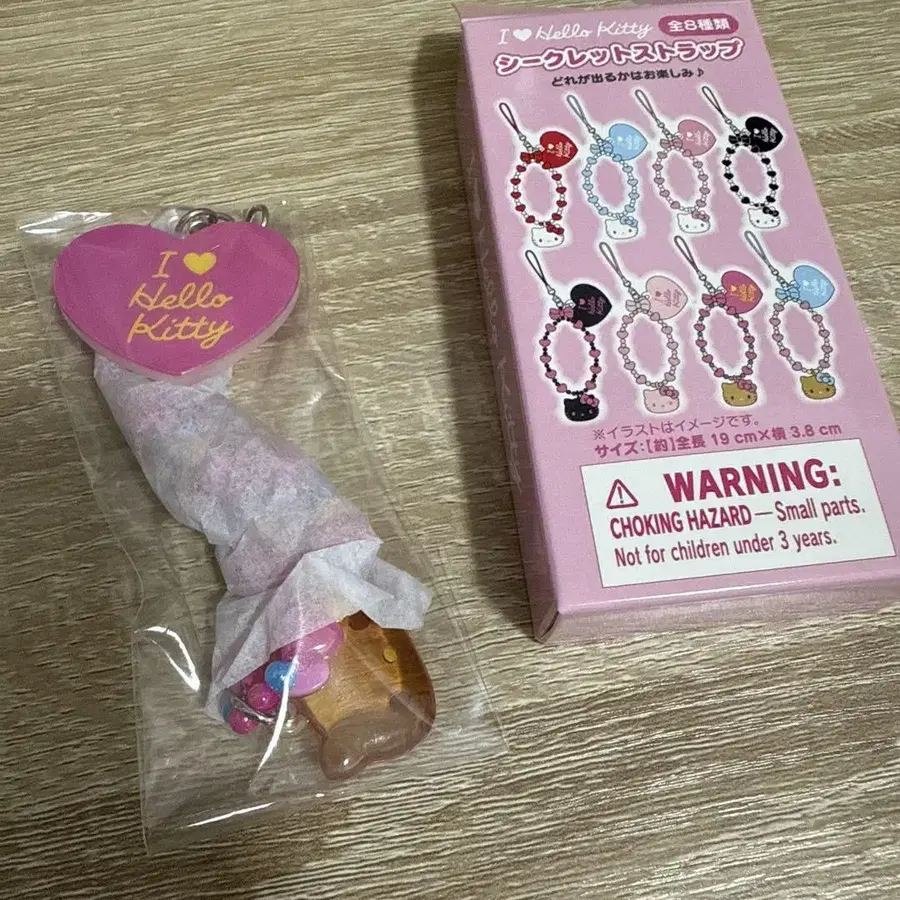 I ♥ Hello Kitty 全8種類
シークレットストラップ
どれが出るかはお楽しみ♪
※イラストはイメージです。
サイズ:【約】全長 19 cm×横 3.8 cm
⚠ WARNING:
CHOKING HAZARD — Small parts.
Not for children under 3 years.
I ♥
Hello
Kitty